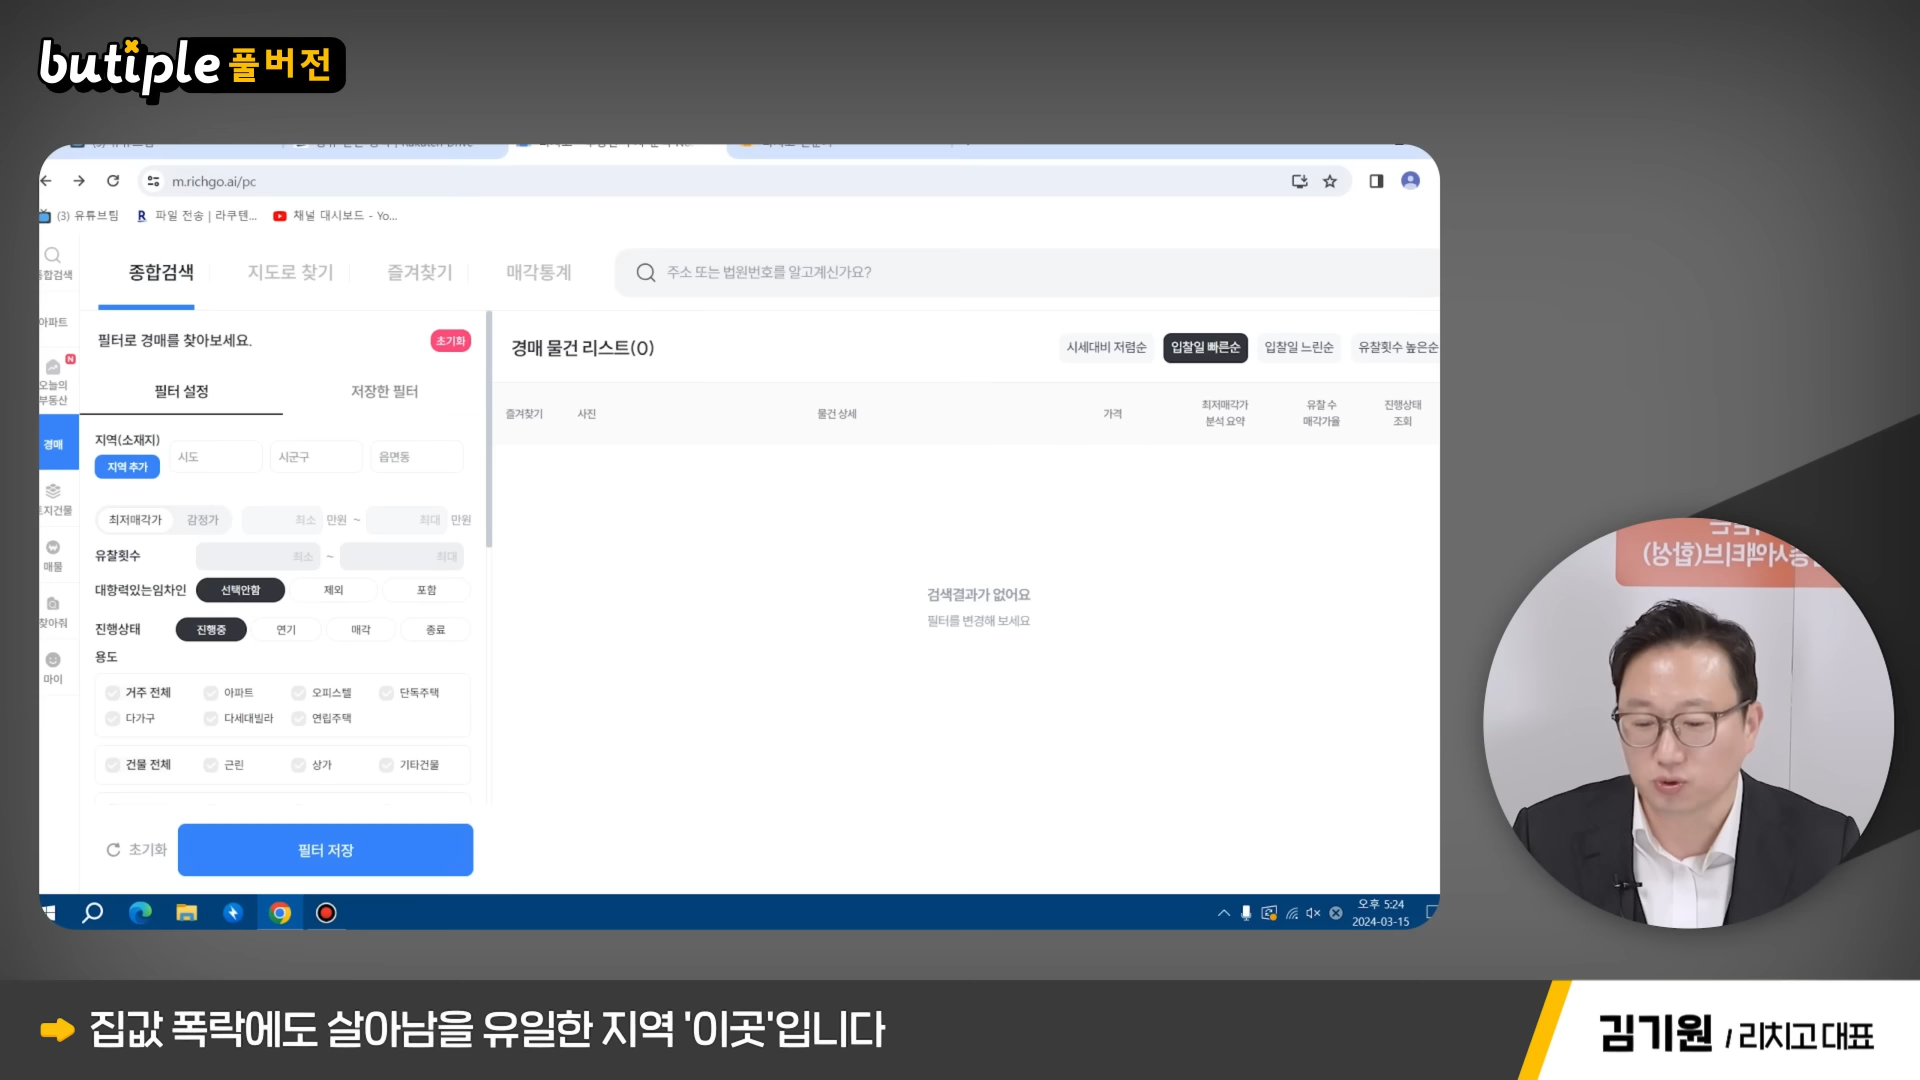 butiple 풀버전
m.richgo.ai/pc
(3) 유튜브팀
파일 전송 | 라쿠텐...
채널 대시보드 - Yo...
종합검색
지도로 찾기
즐겨찾기
매각통계
주소 또는 법원번호를 알고계신가요?
아파트
N
오늘의
부동산
경매
매물
찾아줘
마이
필터로 경매를 찾아보세요.
초기화
필터 설정
저장한 필터
지역(소재지)
지역 추가
시도
시군구
읍면동
최저매각가
감정가
최소
만원
~
최대
만원
유찰횟수
최소
~
최대
대항력있는임차인
선택안함
제외
포함
진행상태
진행중
연기
매각
종료
용도
거주 전체
아파트
오피스텔
단독주택
다가구
다세대빌라
연립주택
건물 전체
근린
상가
기타건물
초기화
필터 저장
경매 물건 리스트(0)
시세대비 저렴순
입찰일 빠른순
입찰일 느린순
유찰횟수 높은순
즐겨찾기
사진
물건 상세
가격
최저매각가
분석 요약
유찰 수
매각가율
진행상태
조회
검색결과가 없어요
필터를 변경해 보세요
오후 5:24
2024-03-15
집값 폭락에도 살아남을 유일한 지역 '이곳'입니다
김기원 / 리치고 대표